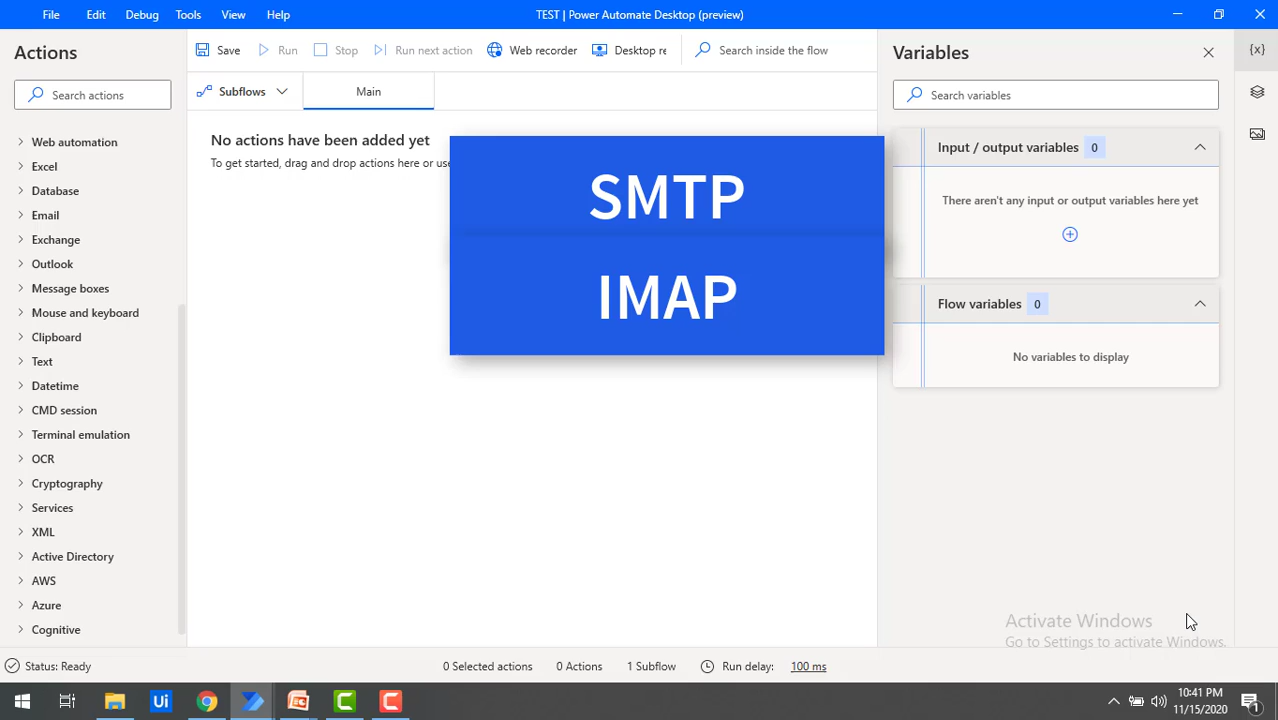 File Edit Debug Tools View Help TEST | Power Automate Desktop (preview)
Actions
Search actions
Web automation
Excel
Database
Email
Exchange
Outlook
Message boxes
Mouse and keyboard
Clipboard
Text
Datetime
CMD session
Terminal emulation
OCR
Cryptography
Services
XML
Active Directory
AWS
Azure
Cognitive
Save Run Stop Run next action Web recorder Desktop re Search inside the flow
Subflows Main
No actions have been added yet
To get started, drag and drop actions here or use
SMTP
IMAP
Variables
{x}
Search variables
Input / output variables 0
There aren't any input or output variables here yet
Flow variables 0
No variables to display
Activate Windows
Go to Settings to activate Windows.
Status: Ready 0 Selected actions 0 Actions 1 Subflow Run delay: 100 ms
Ui
10:41 PM
11/15/2020
1